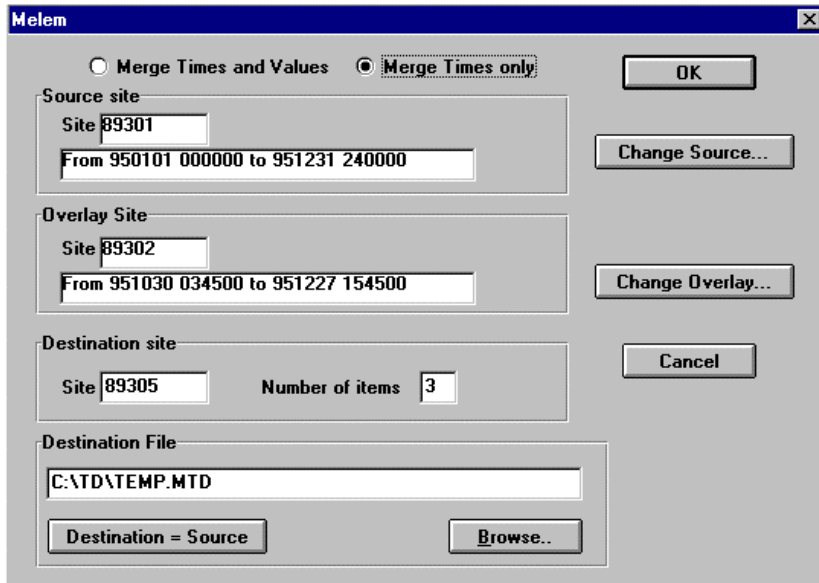 Melem
Merge Times and Values Merge Times only
OK
Source site
Site 89301
From 950101 000000 to 951231 240000
Change Source...
Overlay Site
Site 89302
From 951030 034500 to 951227 154500
Change Overlay...
Destination site
Site 89305 Number of items 3
Cancel
Destination File
C:\TD\TEMP.MTD
Destination = Source Browse..